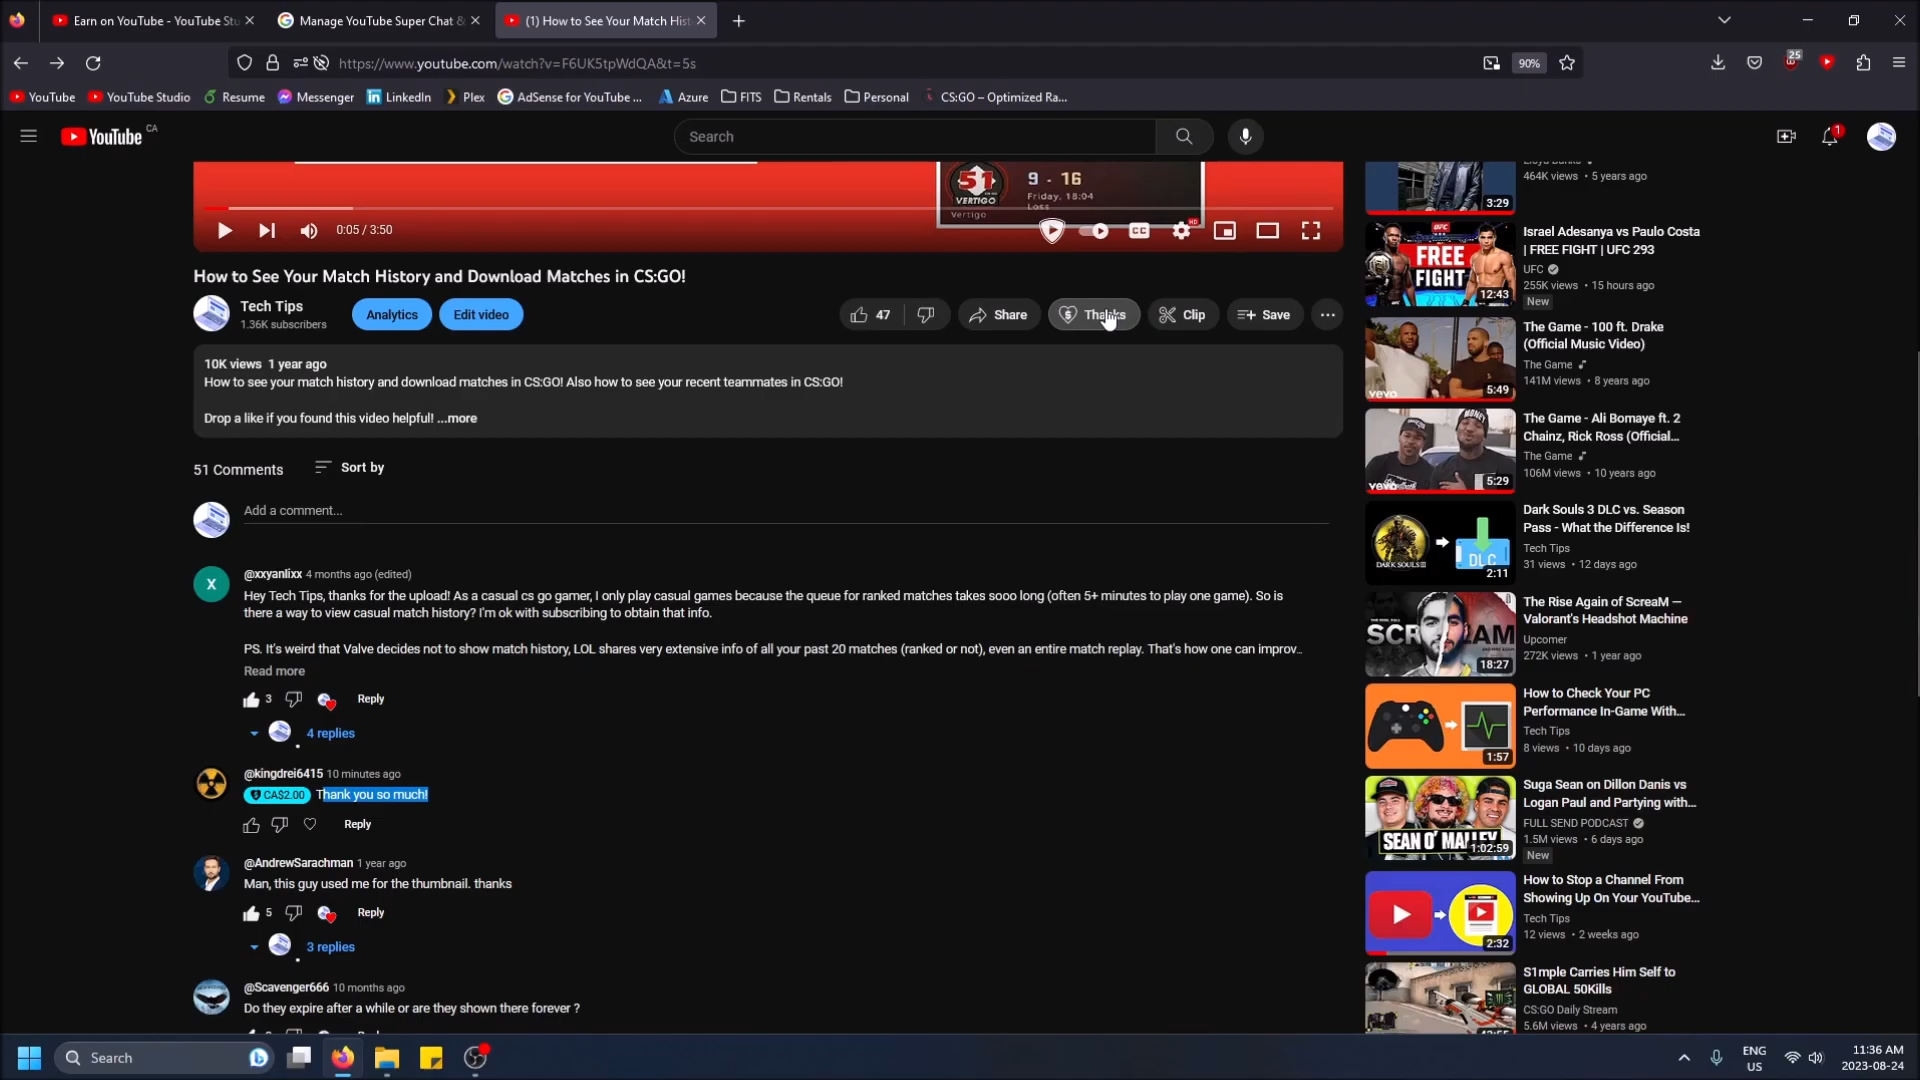 Earn on YouTube - YouTube Stu
Manage YouTube Super Chat &
(1) How to See Your Match Hist
https://www.youtube.com/watch?v=F6UK5tpWdQA&t=5s
90%
25
YouTube
YouTube Studio
Resume
Messenger
LinkedIn
Plex
AdSense for YouTube ...
Azure
FITS
Rentals
Personal
CS:GO – Optimized Ra...
YouTube CA
Search
1
51
VERTIGO
9 - 16
Friday, 18:04
Loss
Vertigo
0:05 / 3:50
CC
HD
How to See Your Match History and Download Matches in CS:GO!
Tech Tips
1.36K subscribers
Analytics
Edit video
47
Share
Thanks
Clip
Save
10K views 1 year ago
How to see your match history and download matches in CS:GO! Also how to see your recent teammates in CS:GO!
Drop a like if you found this video helpful! ...more
51 Comments
Sort by
Add a comment...
X
@xxyanlixx 4 months ago (edited)
Hey Tech Tips, thanks for the upload! As a casual cs go gamer, I only play casual games because the queue for ranked matches takes sooo long (often 5+ minutes to play one game). So is
there a way to view casual match history? I'm ok with subscribing to obtain that info.
PS. It's weird that Valve decides not to show match history, LOL shares very extensive info of all your past 20 matches (ranked or not), even an entire match replay. That's how one can improv...
Read more
3
Reply
4 replies
@kingdrei6415 10 minutes ago
CA$2.00 Thank you so much!
Reply
@AndrewSarachman 1 year ago
Man, this guy used me for the thumbnail. thanks
5
Reply
3 replies
@Scavenger666 10 months ago
Do they expire after a while or are they shown there forever ?
464K views • 5 years ago
3:29
UFC
FREE
FIGHT
12:43
Israel Adesanya vs Paulo Costa
| FREE FIGHT | UFC 293
UFC
255K views • 15 hours ago
New
vevo
5:49
The Game - 100 ft. Drake
(Official Music Video)
The Game
141M views • 8 years ago
MONEY
vevo
5:29
The Game - Ali Bomaye ft. 2
Chainz, Rick Ross (Official...
The Game
106M views • 10 years ago
DARK SOULS III
DLC
2:11
Dark Souls 3 DLC vs. Season
Pass - What the Difference Is!
Tech Tips
31 views • 12 days ago
18:27
The Rise Again of ScreaM —
Valorant's Headshot Machine
Upcomer
272K views • 1 year ago
1:57
How to Check Your PC
Performance In-Game With...
Tech Tips
8 views • 10 days ago
SEAN O'MALLEY
1:02:59
Suga Sean on Dillon Danis vs
Logan Paul and Partying with...
FULL SEND PODCAST
1.5M views • 6 days ago
New
2:32
How to Stop a Channel From
Showing Up On Your YouTube...
Tech Tips
12 views • 2 weeks ago
S1mple Carries Him Self to
GLOBAL 50Kills
CS:GO Daily Stream
5.6M views • 4 years ago
Search
ENG
US
11:36 AM
2023-08-24